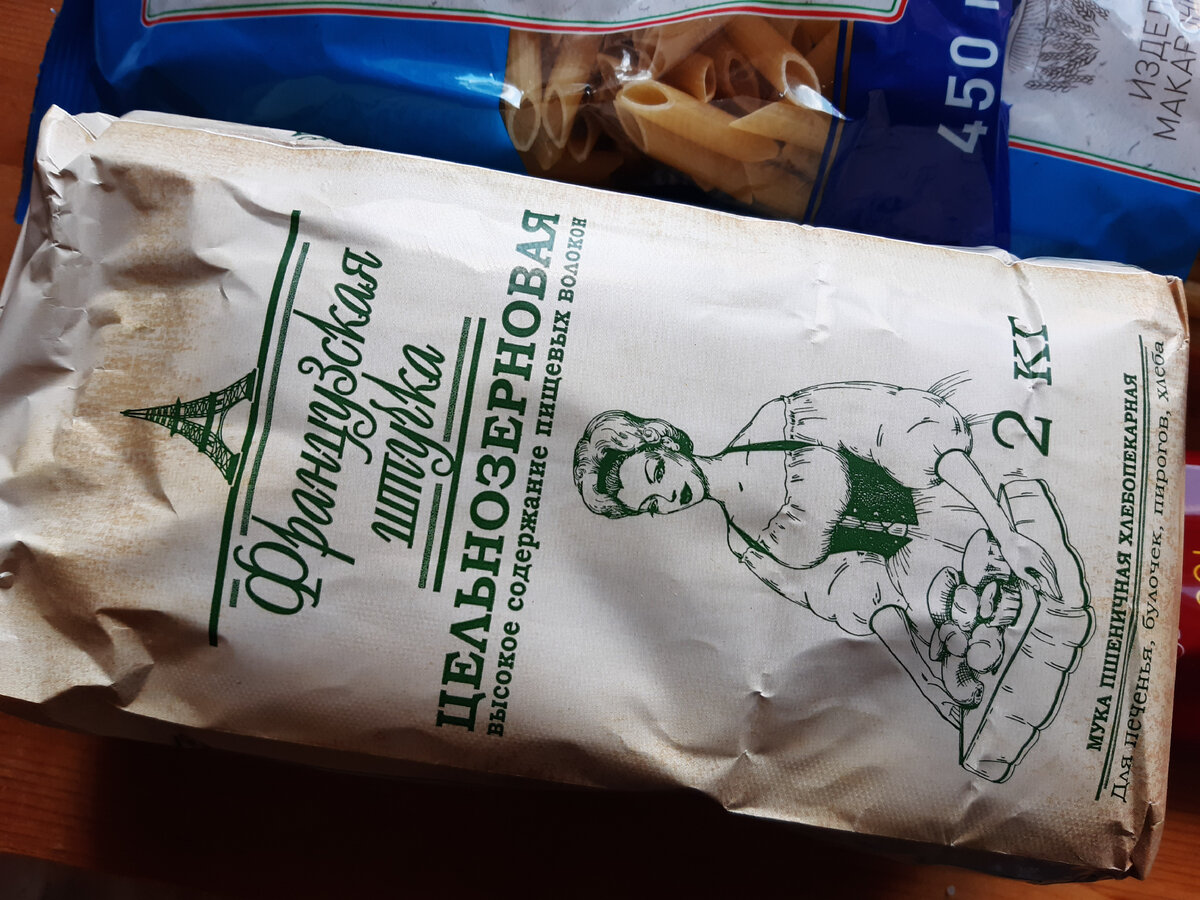 Французская
штучка
ЦЕЛЬНОЗЕРНОВАЯ
высокое содержание пищевых волокон
2 КГ
МУКА ПШЕНИЧНАЯ ХЛЕБОПЕКАРНАЯ
Для печенья, булочек, пирогов, хлеба
450